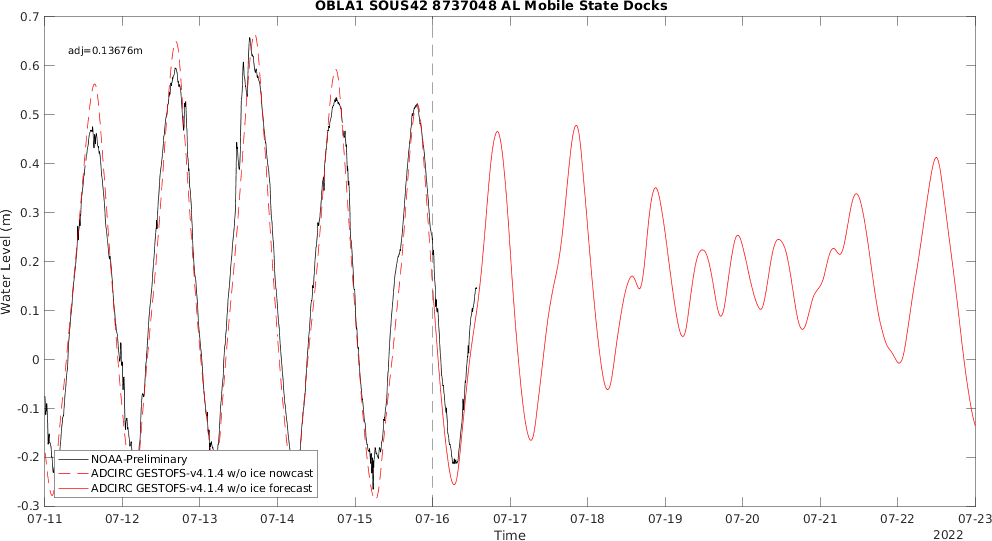 OBLA1 SOUS42 8737048 AL Mobile State Docks
adj=0.13676m
Water Level (m)
0.7
0.6
0.5
0.4
0.3
0.2
0.1
0
-0.1
-0.2
-0.3
NOAA-Preliminary
ADCIRC GESTOFS-v4.1.4 w/o ice nowcast
ADCIRC GESTOFS-v4.1.4 w/o ice forecast
07-11 07-12 07-13 07-14 07-15 07-16 07-17 07-18 07-19 07-20 07-21 07-22 07-23
Time
2022